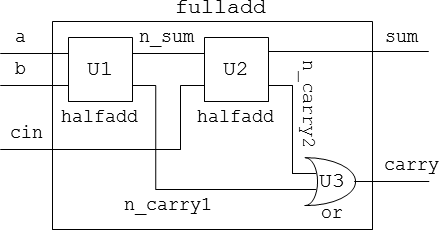 fulladd
a
n_sum
sum
b
U1
U2
halfadd
halfadd
n_carry2
cin
carry
U3
n_carry1
or